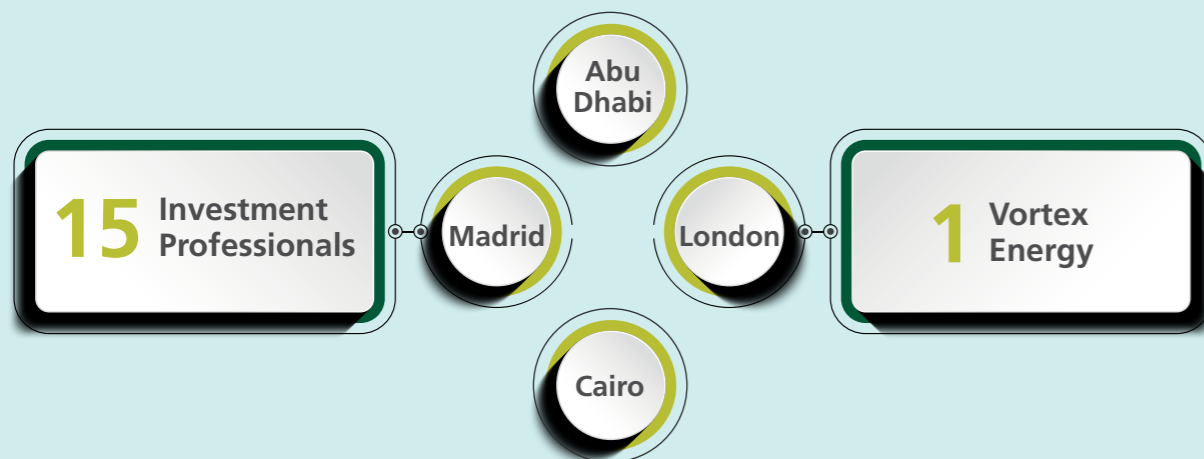 Abu
Dhabi
15 Investment
Professionals
Madrid
London
1 Vortex
Energy
Cairo